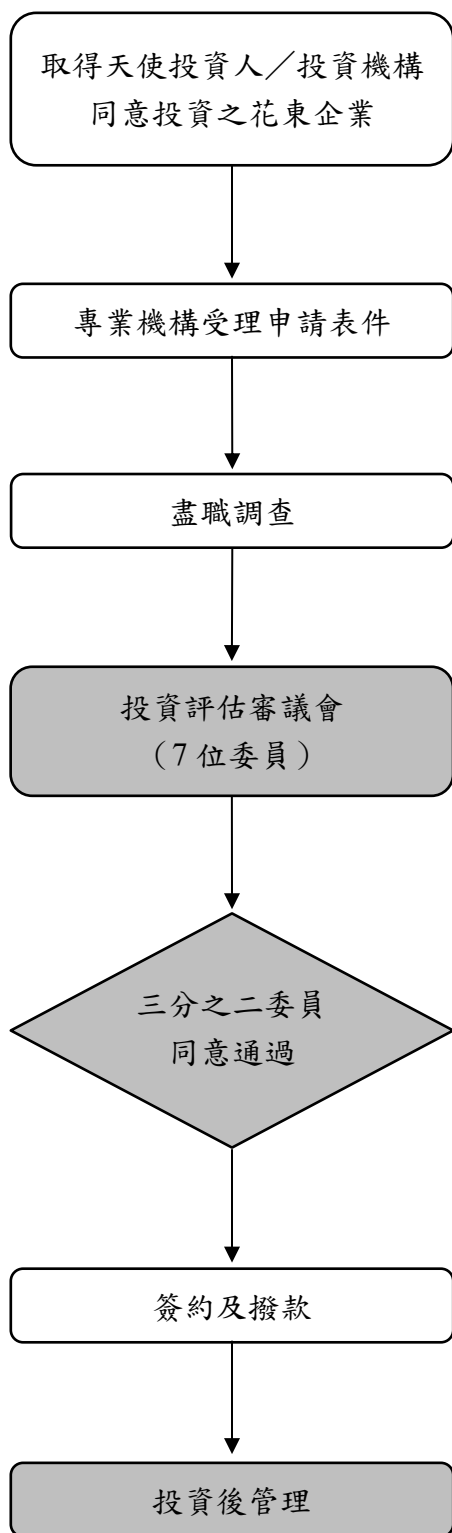 取得天使投資人／投資機構
同意投資之花東企業
專業機構受理申請表件
盡職調查
投資評估審議會
（7 位委員）
三分之二委員
同意通過
簽約及撥款
投資後管理